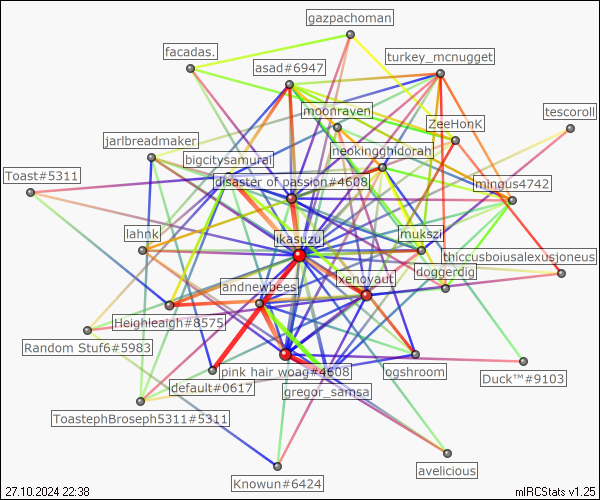 gazpachoman
facadas.
turkey_mcnugget
asad#6947
moonraven
tescoroll
ZeeHonK
jarlbreadmaker
neokingghidorah
bigcitysamurai
Toast#5311
disaster of passion#4608
mingus4742
lahnk
ikasuzu
mukszi
thiccusboiusalexusjoneus
doggerdig
xenoyaut
andnewbees
Heighleaigh#8575
Random Stuf6#5983
pink hair woag#4608
ogshroom
Duck™#9103
default#0617
gregor_samsa
ToastephBroseph5311#5311
avelicious
Knowun#6424
27.10.2024 22:38
mIRCStats v1.25